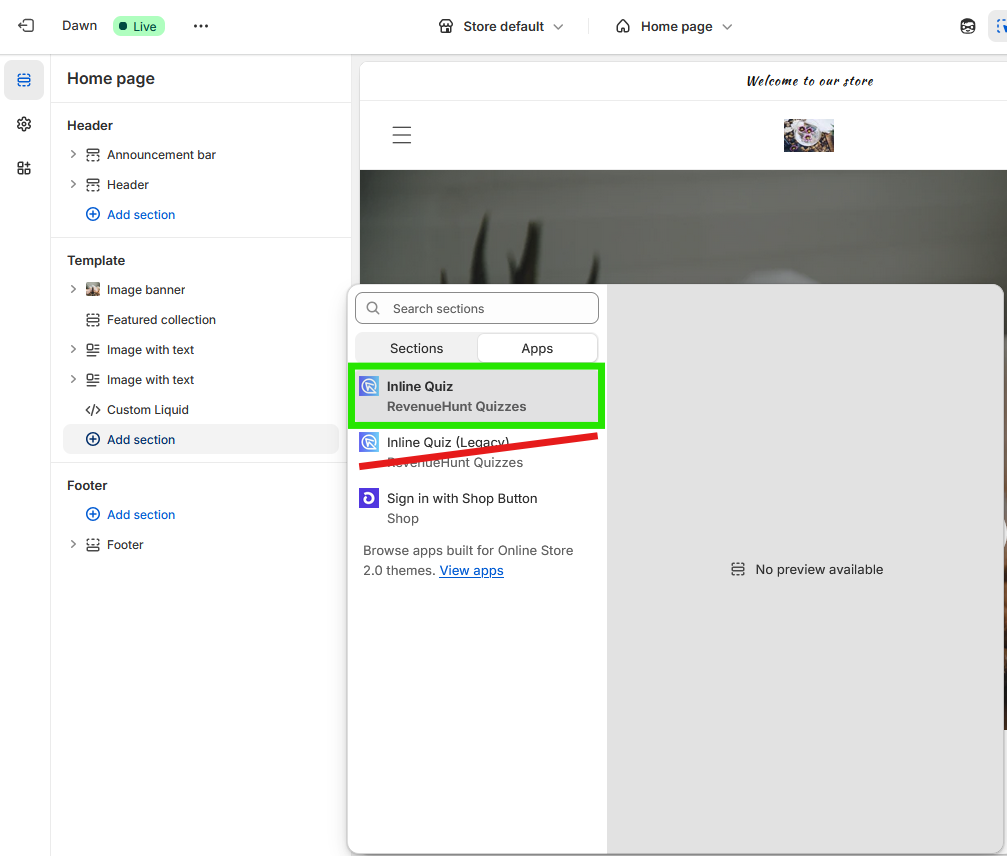 Dawn
Live
Store default
Home page
Home page
Header
Announcement bar
Header
Add section
Template
Image banner
Featured collection
Image with text
Image with text
Custom Liquid
Add section
Footer
Add section
Footer
Welcome to our store
Search sections
Sections
Apps
Inline Quiz
RevenueHunt Quizzes
Inline Quiz (Legacy)
RevenueHunt Quizzes
Sign in with Shop Button
Shop
Browse apps built for Online Store
2.0 themes. View apps
No preview available